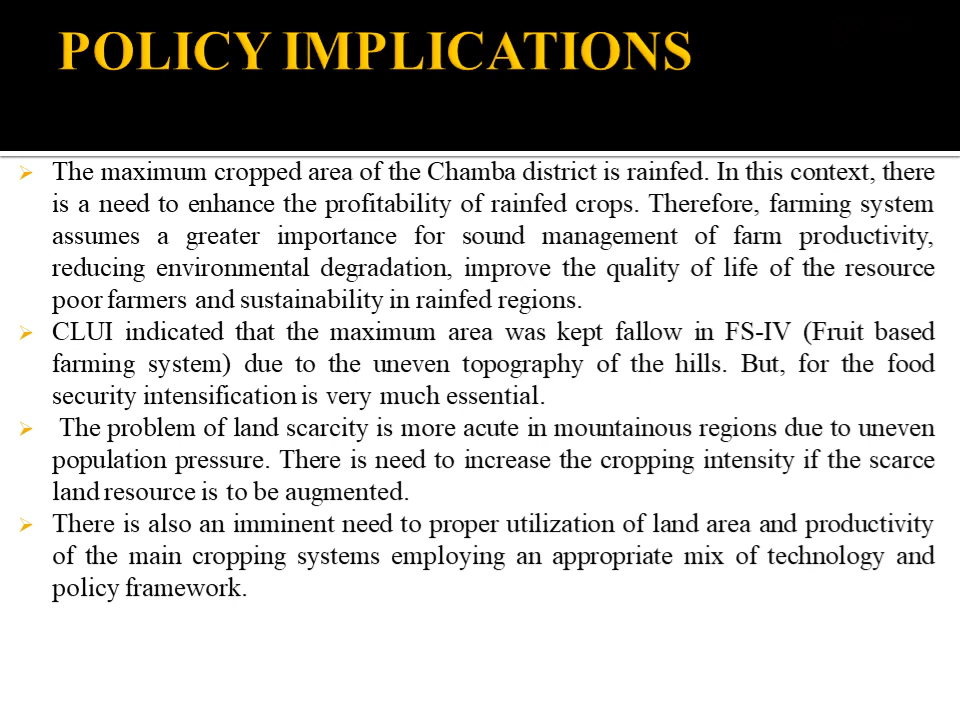 POLICY IMPLICATIONS
The maximum cropped area of the Chamba district is rainfed. In this context, there
is a need to enhance the profitability of rainfed crops. Therefore, farming system
assumes a greater importance for sound management of farm productivity,
reducing environmental degradation, improve the quality of life of the resource
poor farmers and sustainability in rainfed regions.
CLUI indicated that the maximum area was kept fallow in FS-IV (Fruit based
farming system) due to the uneven topography of the hills. But, for the food
security intensification is very much essential.
The problem of land scarcity is more acute in mountainous regions due to uneven
population pressure. There is need to increase the cropping intensity if the scarce
land resource is to be augmented.
There is also an imminent need to proper utilization of land area and productivity
of the main cropping systems employing an appropriate mix of technology and
policy framework.